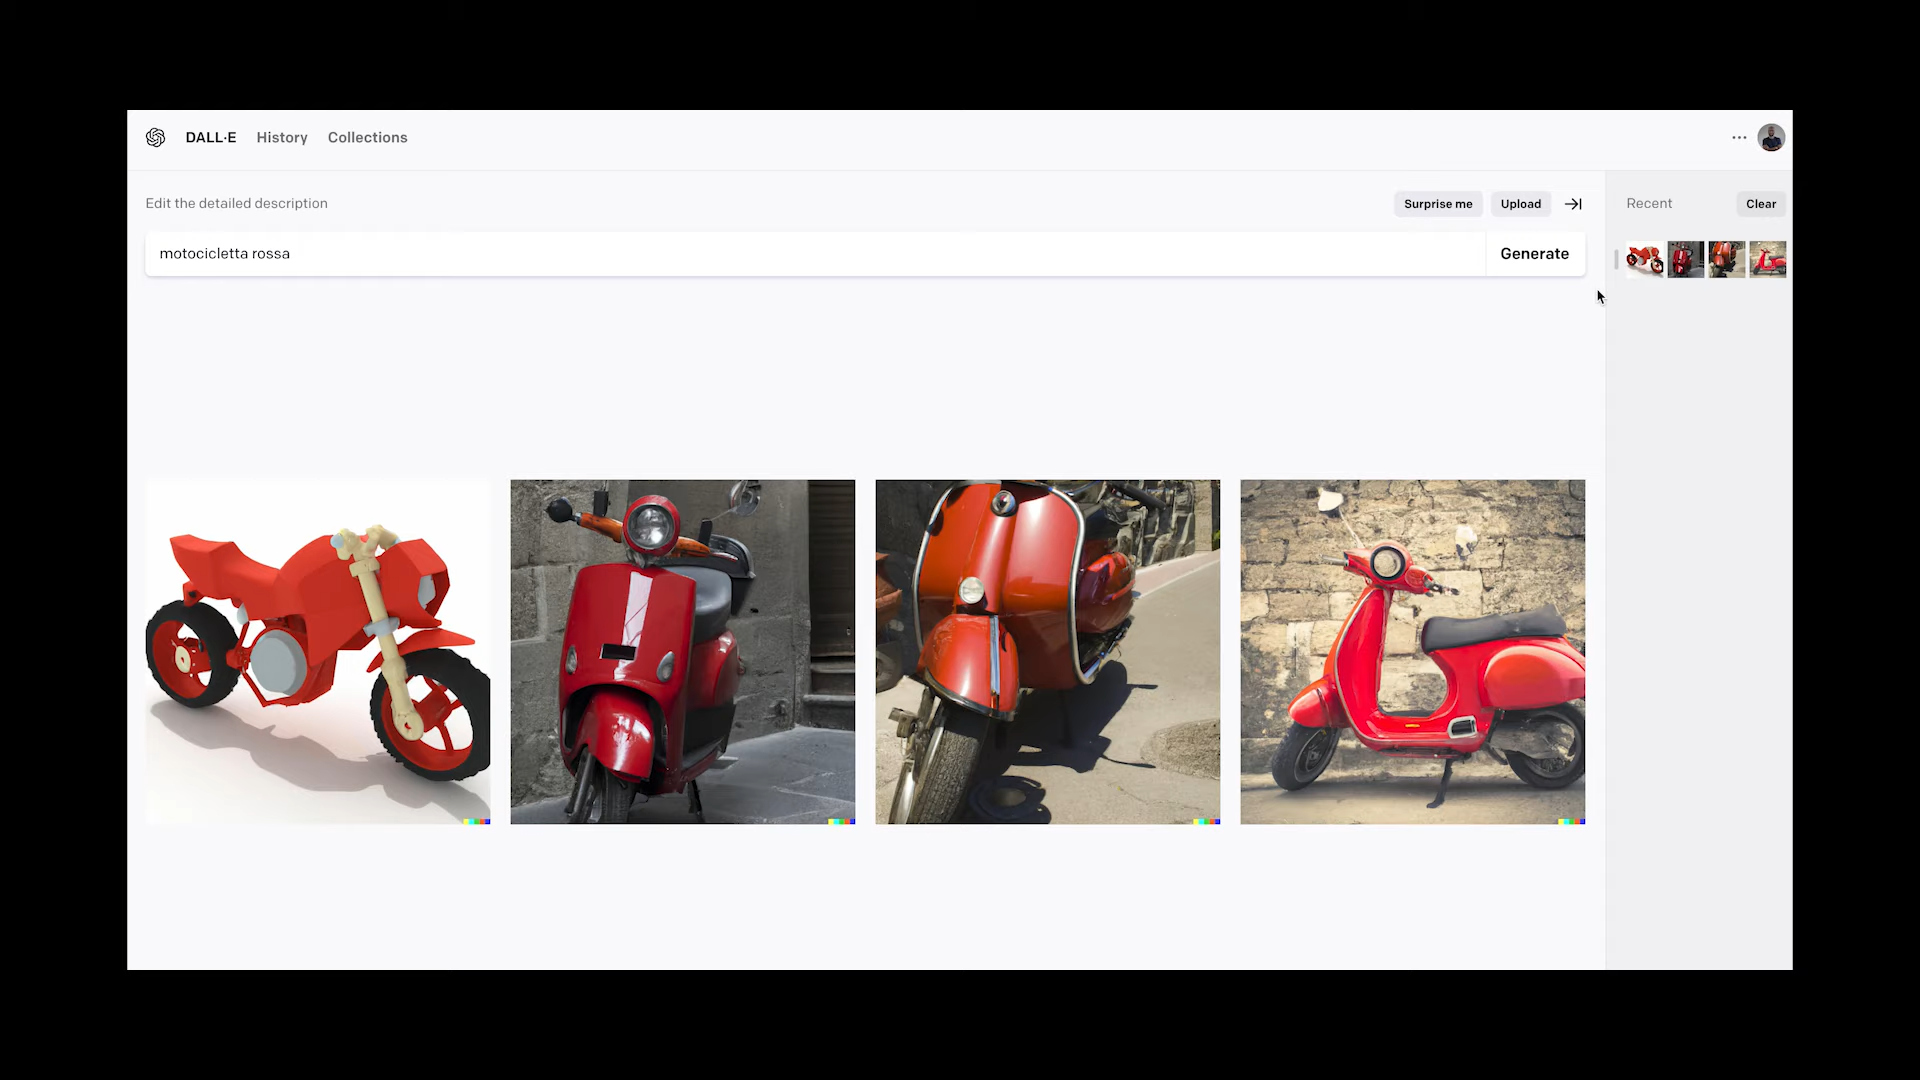 DALL·E History Collections
Edit the detailed description
Surprise me
Upload
Recent
Clear
motocicletta rossa
Generate